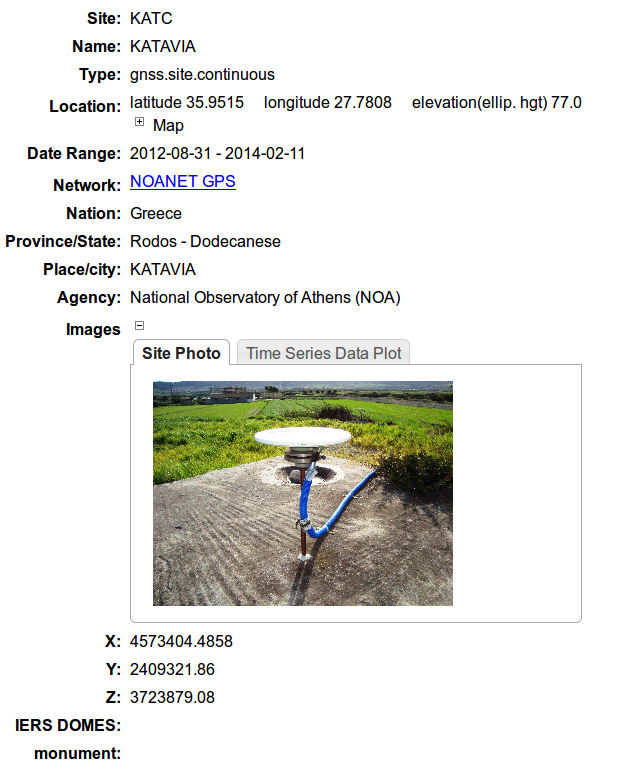 Site: KATC
Name: KATAVIA
Type: gnss.site.continuous
Location: latitude 35.9515 longitude 27.7808 elevation(ellip. hgt) 77.0
Map
Date Range: 2012-08-31 - 2014-02-11
Network: NOANET GPS
Nation: Greece
Province/State: Rodos - Dodecanese
Place/city: KATAVIA
Agency: National Observatory of Athens (NOA)
Images
Site Photo Time Series Data Plot
X: 4573404.4858
Y: 2409321.86
Z: 3723879.08
IERS DOMES:
monument: